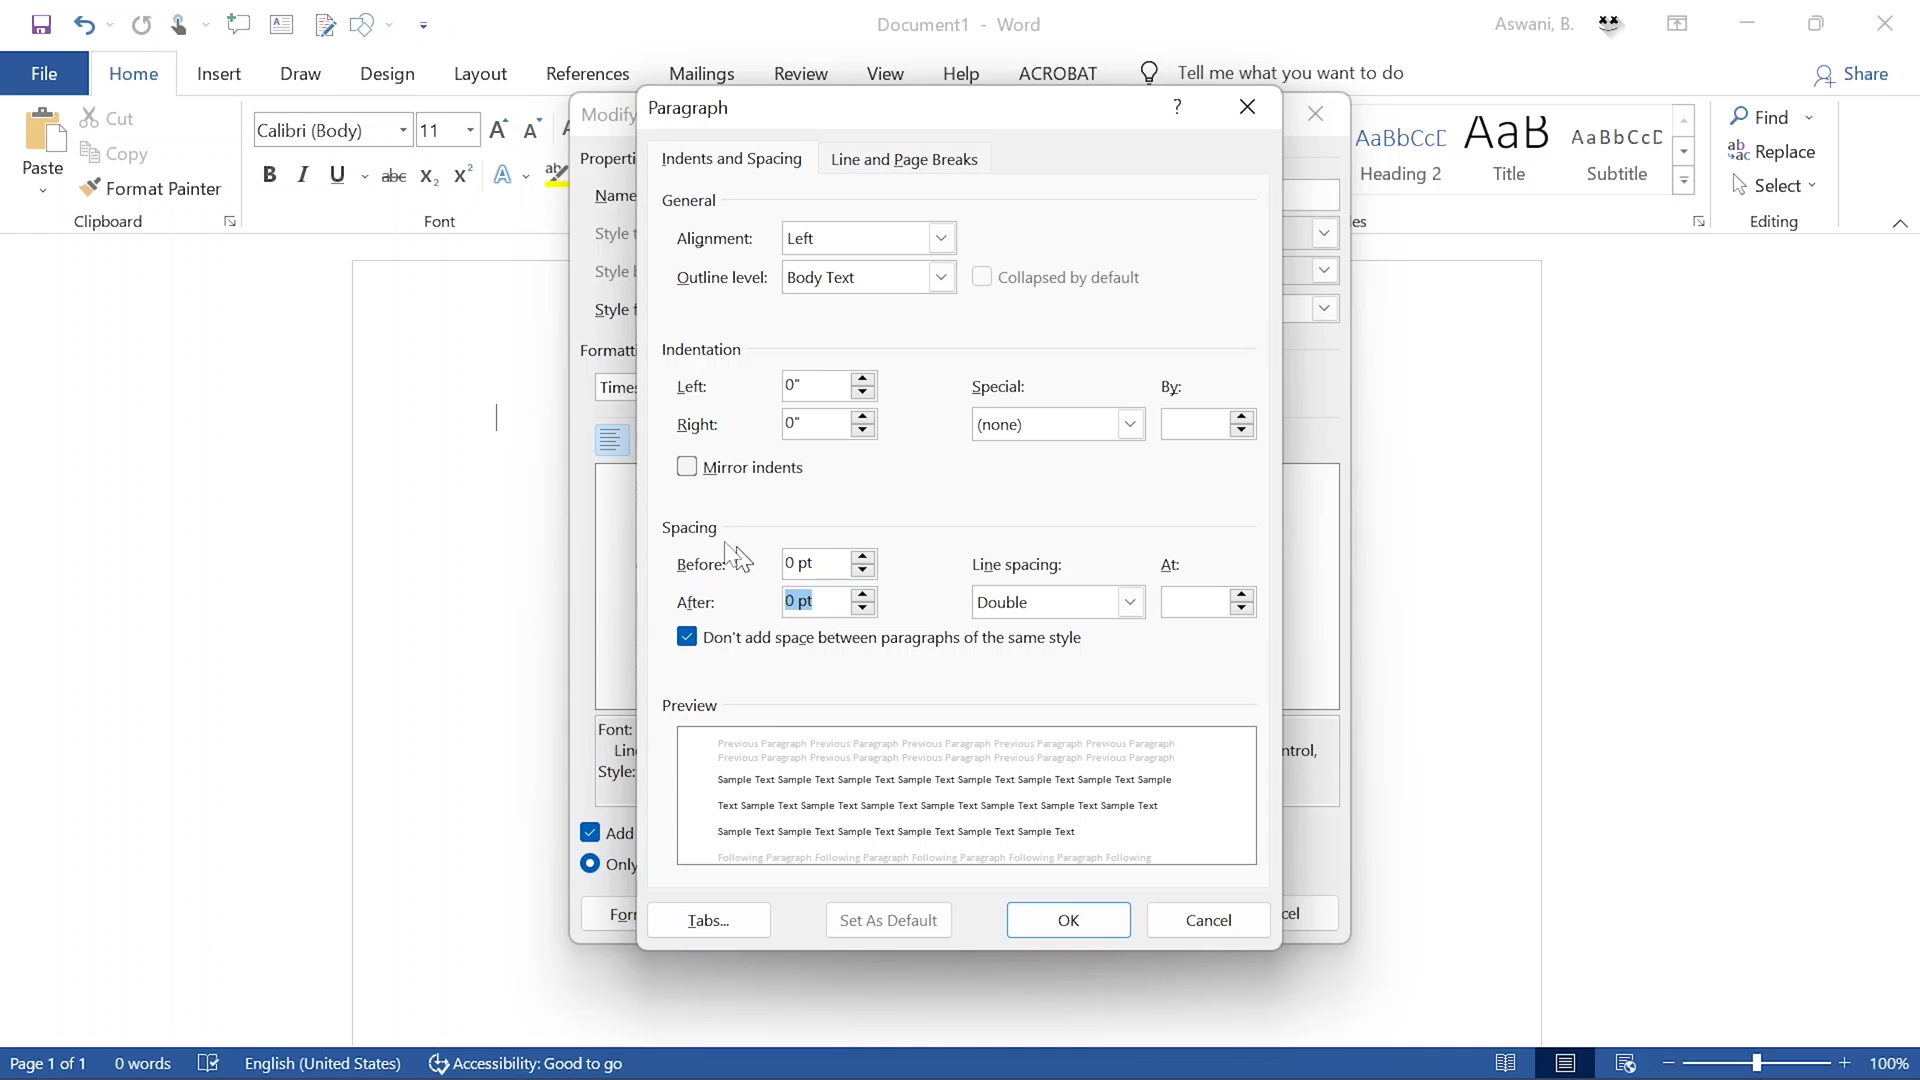 Document1 - Word
Aswani, B.
File Home Insert Draw Design Layout References Mailings Review View Help ACROBAT Tell me what you want to do Share
Paste
Cut
Copy
Format Painter
Clipboard
Calibri (Body) 11
B I U abc X₂ X² A ab
Font
AaBbCcD AaB AaBbCcD
Heading 2 Title Subtitle
es
Find
Replace
Select
Editing
Modify
Properti
Name
Style t
Style b
Style f
Formatti
Times
Font:
Lin
Style:
ntrol,
Add
Only
For
cel
Paragraph ?
Indents and Spacing Line and Page Breaks
General
Alignment: Left
Outline level: Body Text Collapsed by default
Indentation
Left: 0" Special: By:
Right: 0" (none)
Mirror indents
Spacing
Before: 0 pt Line spacing: At:
After: 0 pt Double
Don't add space between paragraphs of the same style
Preview
Previous Paragraph Previous Paragraph Previous Paragraph Previous Paragraph Previous Paragraph
Previous Paragraph Previous Paragraph Previous Paragraph Previous Paragraph Previous Paragraph
Sample Text Sample Text Sample Text Sample Text Sample Text Sample Text Sample Text Sample
Text Sample Text Sample Text Sample Text Sample Text Sample Text Sample Text Sample Text
Sample Text Sample Text Sample Text Sample Text Sample Text Sample Text
Following Paragraph Following Paragraph Following Paragraph Following Paragraph Following
Tabs... Set As Default OK Cancel
Page 1 of 1 0 words English (United States) Accessibility: Good to go 100%